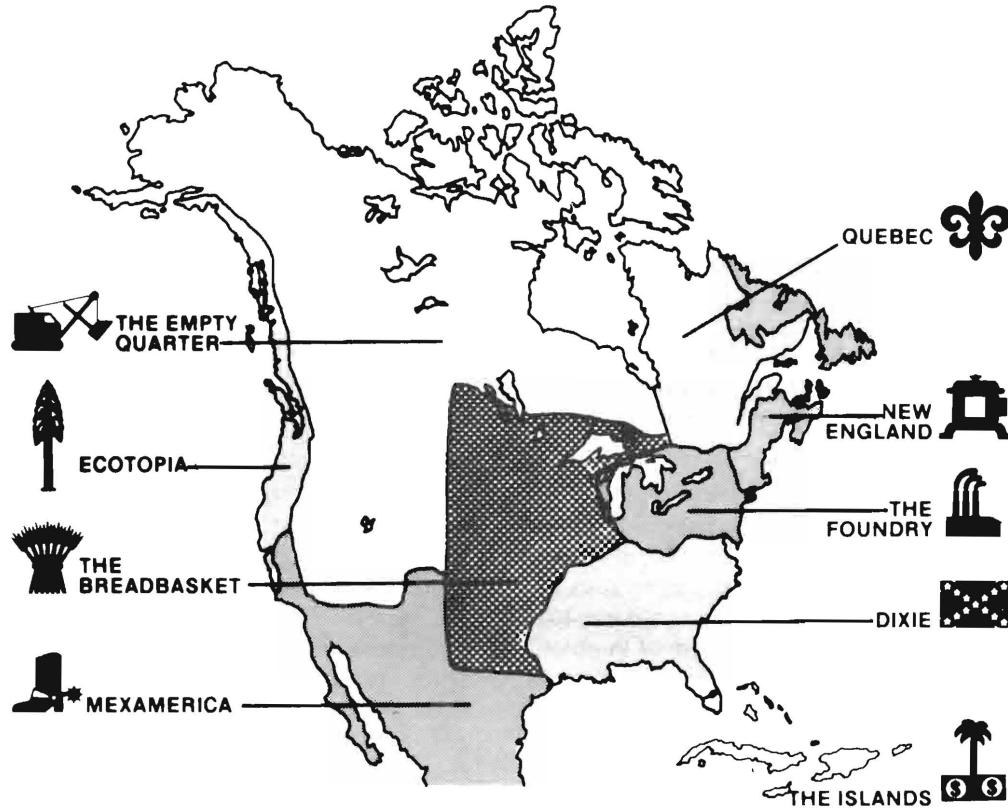 QUEBEC
THE EMPTY
QUARTER
NEW
ENGLAND
ECOTOPIA
THE
FOUNDRY
THE
BREADBASKET
DIXIE
MEXAMERICA
$ $
THE ISLANDS